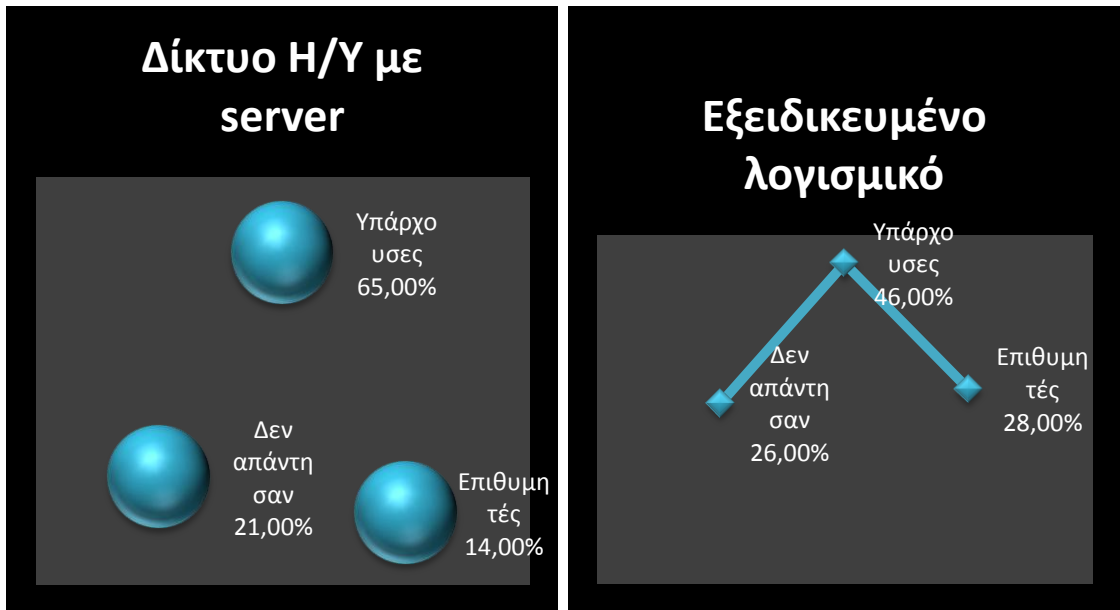 Δίκτυο Η/Υ με
server
Υπάρχο
υσες
65,00%
Δεν
απάντη
σαν
21,00%
Επιθυμη
τές
14,00%
Εξειδικευμένο
λογισμικό
Υπάρχο
υσες
46,00%
Δεν
απάντη
σαν
26,00%
Επιθυμη
τές
28,00%